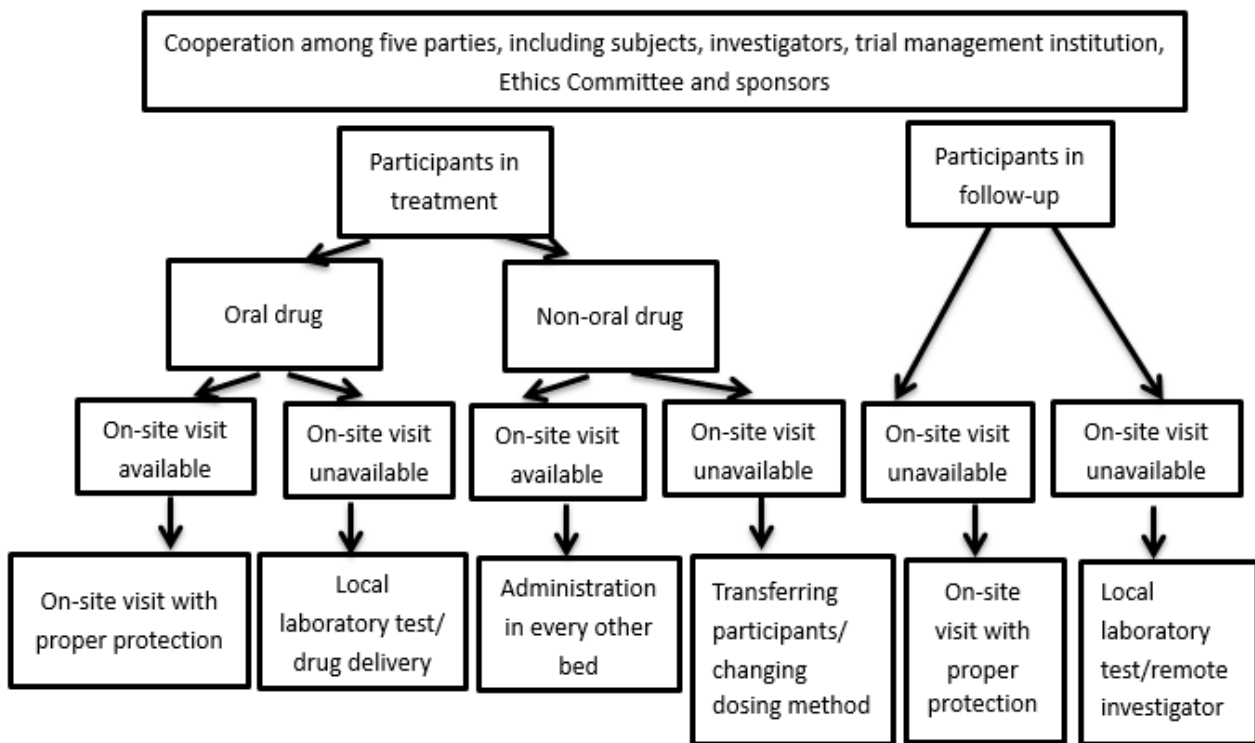 Cooperation among five parties, including subjects, investigators, trial management institution,
Ethics Committee and sponsors
Participants in
treatment
Participants in
follow-up
Oral drug
Non-oral drug
On-site visit
available
On-site visit
unavailable
On-site visit
available
On-site visit
unavailable
On-site visit
unavailable
On-site visit
unavailable
On-site visit with
proper protection
Local
laboratory test/
drug delivery
Administration
in every other
bed
Transferring
participants/
changing
dosing method
On-site
visit with
proper
protection
Local
laboratory
test/remote
investigator